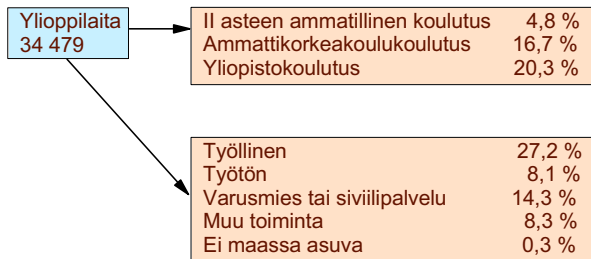 Ylioppilaita
34 479
II asteen ammatillinen koulutus 4,8 %
Ammattikorkeakoulukoulutus 16,7 %
Yliopistokoulutus 20,3 %
Työllinen 27,2 %
Työtön 8,1 %
Varusmies tai siviilipalvelu 14,3 %
Muu toiminta 8,3 %
Ei maassa asuva 0,3 %